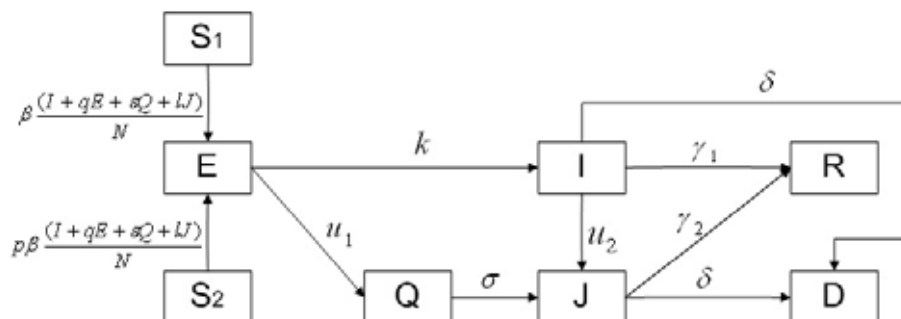 S1
δ
β (I + qE + sQ + lJ) / N
k
γ1
E
I
R
u1
u2
γ2
pβ (I + qE + sQ + lJ) / N
σ
δ
S2
Q
J
D